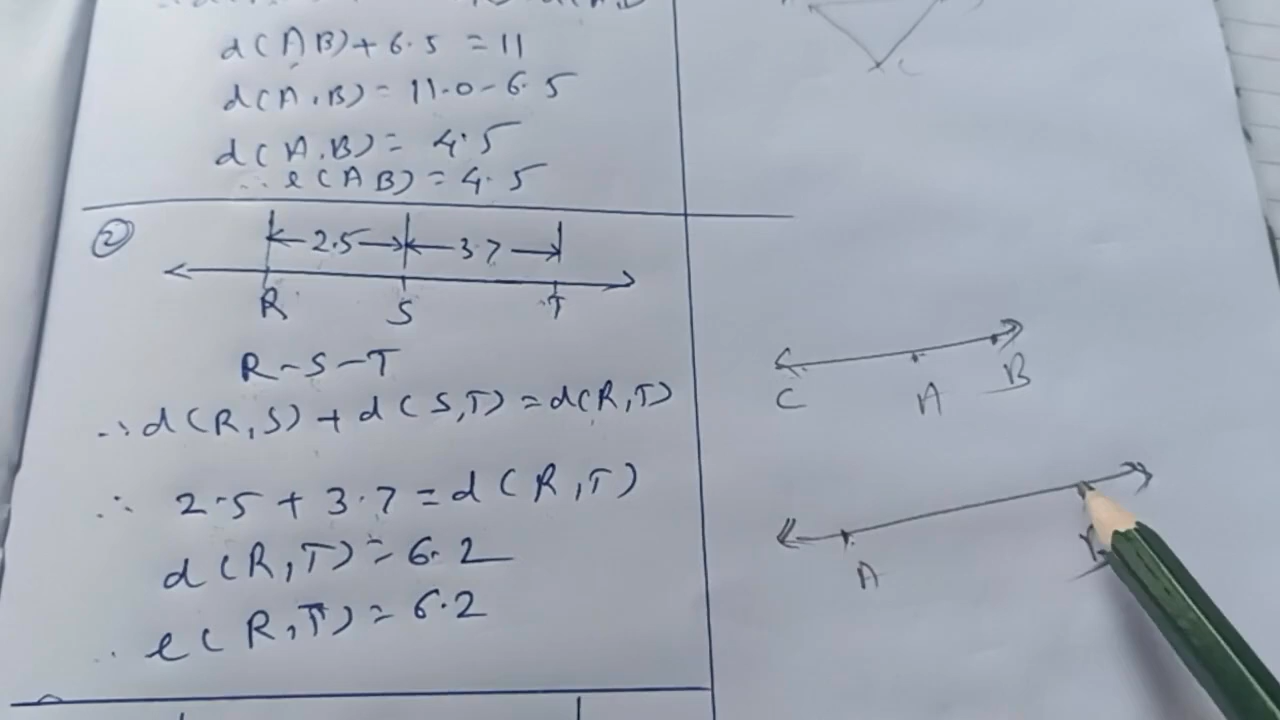 d(A B)+ 6.5 = 11
d(A.B) = 11.0 - 6.5
d(A.B) = 4.5
∴ l(AB) = 4.5
②
2.5 3.7
R S T
R-S-T
∴ d(R,S) + d(S,T) = d(R,T)
∴ 2.5 + 3.7 = d(R,T)
d(R,T) = 6.2
∴ l(R,T) = 6.2
C
C A B
A